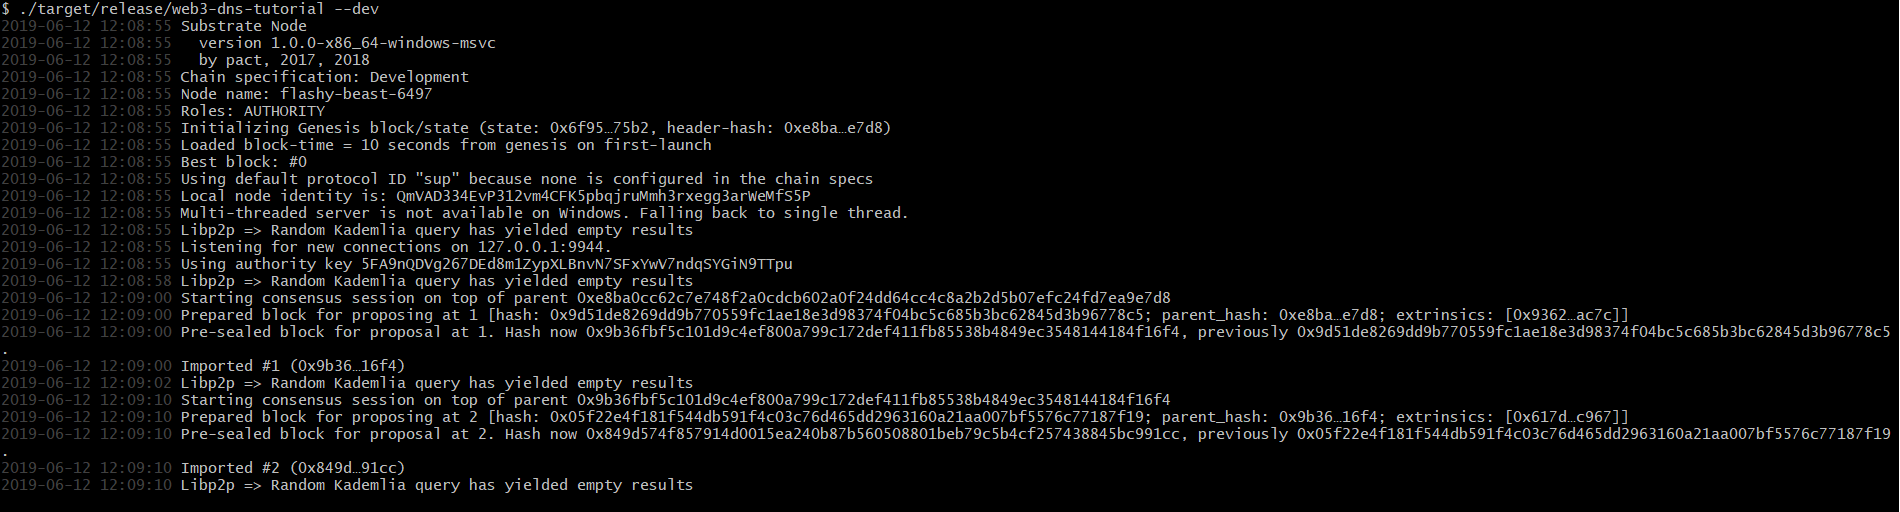 $ ./target/release/web3-dns-tutorial --dev
2019-06-12 12:08:55 Substrate Node
2019-06-12 12:08:55   version 1.0.0-x86_64-windows-msvc
2019-06-12 12:08:55   by pact, 2017, 2018
2019-06-12 12:08:55 Chain specification: Development
2019-06-12 12:08:55 Node name: flashy-beast-6497
2019-06-12 12:08:55 Roles: AUTHORITY
2019-06-12 12:08:55 Initializing Genesis block/state (state: 0x6f95…75b2, header-hash: 0xe8ba…e7d8)
2019-06-12 12:08:55 Loaded block-time = 10 seconds from genesis on first-launch
2019-06-12 12:08:55 Best block: #0
2019-06-12 12:08:55 Using default protocol ID "sup" because none is configured in the chain specs
2019-06-12 12:08:55 Local node identity is: QmVAD334EvP312vm4CFK5pbqjruMmh3rxegg3arWeMfS5P
2019-06-12 12:08:55 Multi-threaded server is not available on Windows. Falling back to single thread.
2019-06-12 12:08:55 Libp2p => Random Kademlia query has yielded empty results
2019-06-12 12:08:55 Listening for new connections on 127.0.0.1:9944.
2019-06-12 12:08:55 Using authority key 5FA9nQDVg267DEd8m1ZypXLBnvN7SFxYwV7ndqSYGiN9TTpu
2019-06-12 12:08:58 Libp2p => Random Kademlia query has yielded empty results
2019-06-12 12:09:00 Starting consensus session on top of parent 0xe8ba0cc62c7e748f2a0cdcb602a0f24dd64cc4c8a2b2d5b07efc24fd7ea9e7d8
2019-06-12 12:09:00 Prepared block for proposing at 1 [hash: 0x9d51de8269dd9b770559fc1ae18e3d98374f04bc5c685b3bc62845d3b96778c5; parent_hash: 0xe8ba…e7d8; extrinsics: [0x9362…ac7c]]
2019-06-12 12:09:00 Pre-sealed block for proposal at 1. Hash now 0x9b36fbf5c101d9c4ef800a799c172def411fb85538b4849ec3548144184f16f4, previously 0x9d51de8269dd9b770559fc1ae18e3d98374f04bc5c685b3bc62845d3b96778c5
.
2019-06-12 12:09:00 Imported #1 (0x9b36…16f4)
2019-06-12 12:09:02 Libp2p => Random Kademlia query has yielded empty results
2019-06-12 12:09:10 Starting consensus session on top of parent 0x9b36fbf5c101d9c4ef800a799c172def411fb85538b4849ec3548144184f16f4
2019-06-12 12:09:10 Prepared block for proposing at 2 [hash: 0x05f22e4f181f544db591f4c03c76d465dd2963160a21aa007bf5576c77187f19; parent_hash: 0x9b36…16f4; extrinsics: [0x617d…c967]]
2019-06-12 12:09:10 Pre-sealed block for proposal at 2. Hash now 0x849d574f857914d0015ea240b87b560508801beb79c5b4cf257438845bc991cc, previously 0x05f22e4f181f544db591f4c03c76d465dd2963160a21aa007bf5576c77187f19
.
2019-06-12 12:09:10 Imported #2 (0x849d…91cc)
2019-06-12 12:09:10 Libp2p => Random Kademlia query has yielded empty results